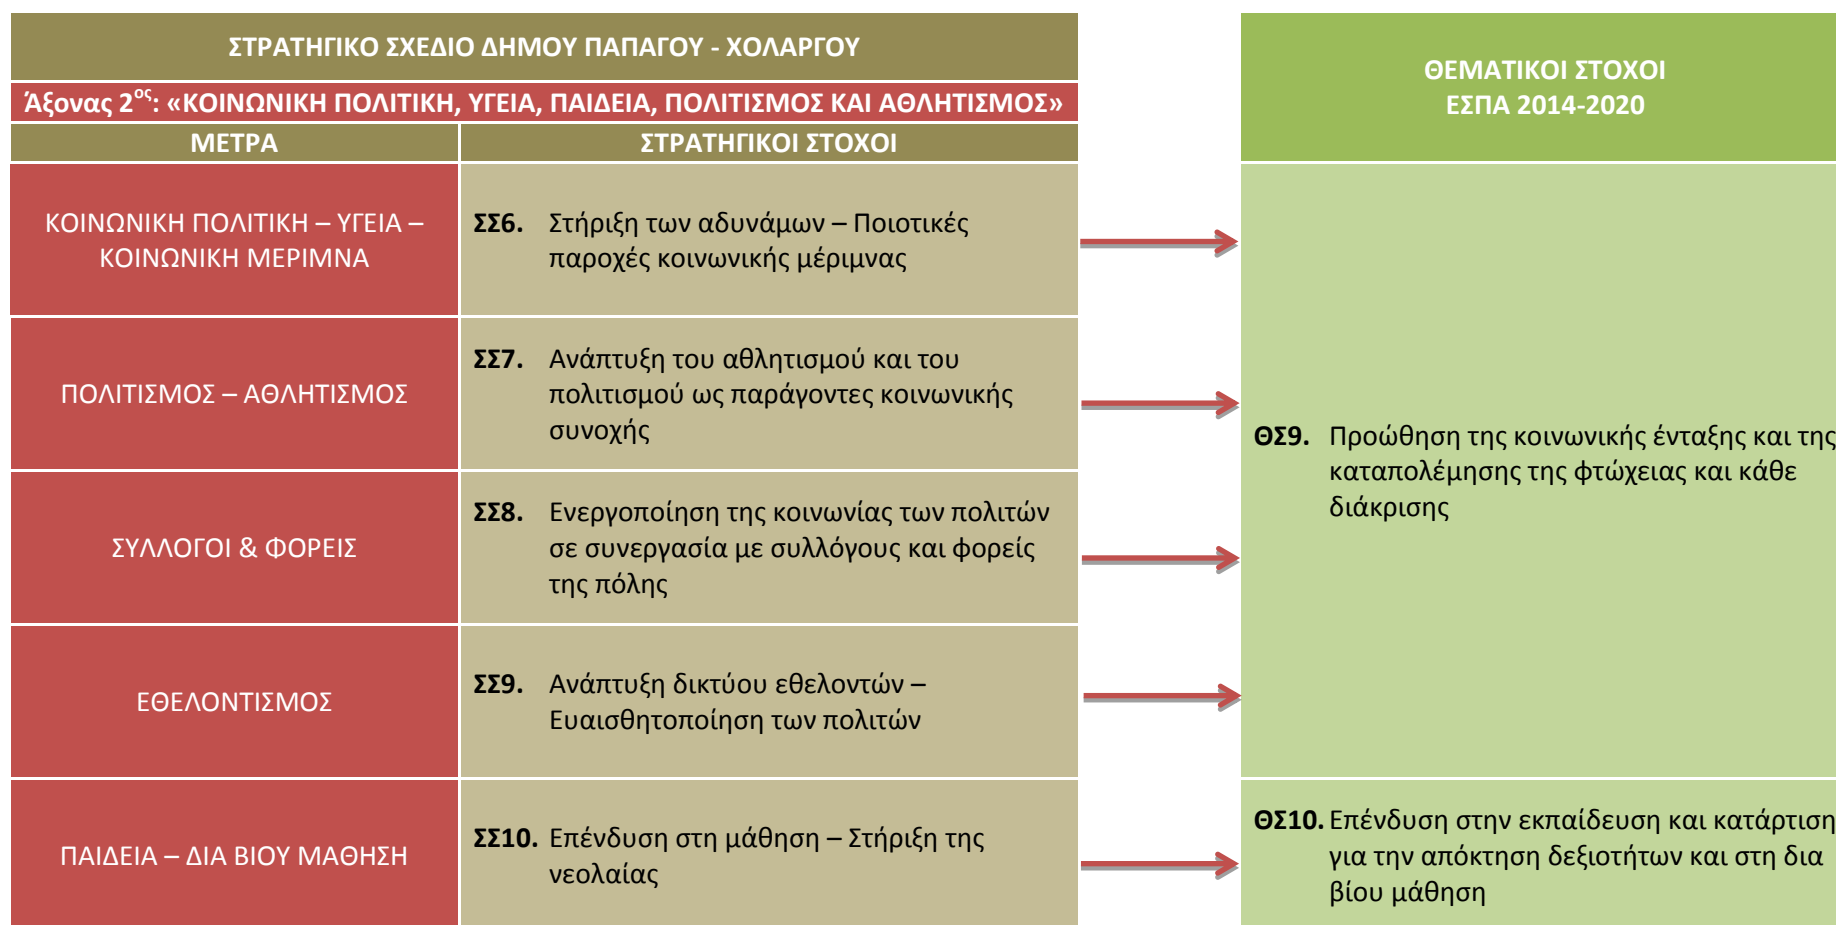 ΣΤΡΑΤΗΓΙΚΟ ΣΧΕΔΙΟ ΔΗΜΟΥ ΠΑΠΑΓΟΥ - ΧΟΛΑΡΓΟΥ
Άξονας 2ος: «ΚΟΙΝΩΝΙΚΗ ΠΟΛΙΤΙΚΗ, ΥΓΕΙΑ, ΠΑΙΔΕΙΑ, ΠΟΛΙΤΙΣΜΟΣ ΚΑΙ ΑΘΛΗΤΙΣΜΟΣ»
ΜΕΤΡΑ
ΣΤΡΑΤΗΓΙΚΟΙ ΣΤΟΧΟΙ
ΘΕΜΑΤΙΚΟΙ ΣΤΟΧΟΙ
ΕΣΠΑ 2014-2020
ΚΟΙΝΩΝΙΚΗ ΠΟΛΙΤΙΚΗ – ΥΓΕΙΑ –
ΚΟΙΝΩΝΙΚΗ ΜΕΡΙΜΝΑ
ΣΣ6. Στήριξη των αδυνάμων – Ποιοτικές
παροχές κοινωνικής μέριμνας
ΠΟΛΙΤΙΣΜΟΣ – ΑΘΛΗΤΙΣΜΟΣ
ΣΣ7. Ανάπτυξη του αθλητισμού και του
πολιτισμού ως παράγοντες κοινωνικής
συνοχής
ΣΥΛΛΟΓΟΙ & ΦΟΡΕΙΣ
ΣΣ8. Ενεργοποίηση της κοινωνίας των πολιτών
σε συνεργασία με συλλόγους και φορείς
της πόλης
ΕΘΕΛΟΝΤΙΣΜΟΣ
ΣΣ9. Ανάπτυξη δικτύου εθελοντών –
Ευαισθητοποίηση των πολιτών
ΘΣ9. Προώθηση της κοινωνικής ένταξης και της
καταπολέμησης της φτώχειας και κάθε
διάκρισης
ΠΑΙΔΕΙΑ – ΔΙΑ ΒΙΟΥ ΜΑΘΗΣΗ
ΣΣ10. Επένδυση στη μάθηση – Στήριξη της
νεολαίας
ΘΣ10. Επένδυση στην εκπαίδευση και κατάρτιση
για την απόκτηση δεξιοτήτων και στη δια
βίου μάθηση